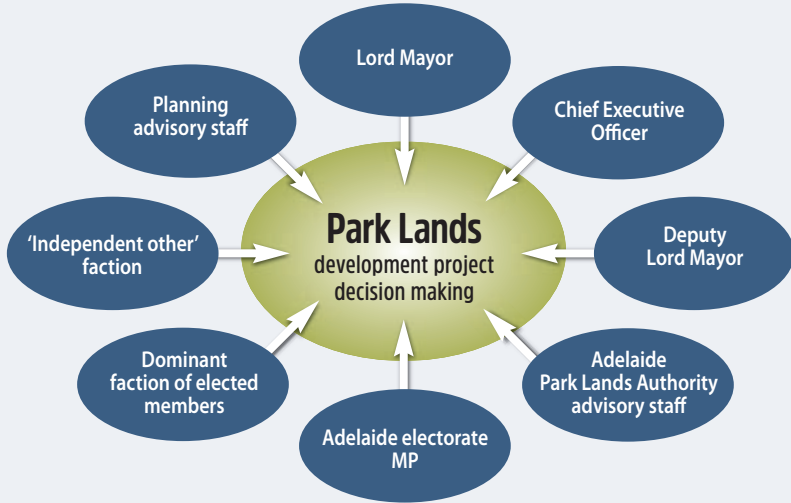 Lord Mayor
Planning
advisory staff
Chief Executive
Officer
'Independent other'
faction
Park Lands
development project
decision making
Deputy
Lord Mayor
Dominant
faction of elected
members
Adelaide
Park Lands Authority
advisory staff
Adelaide electorate
MP